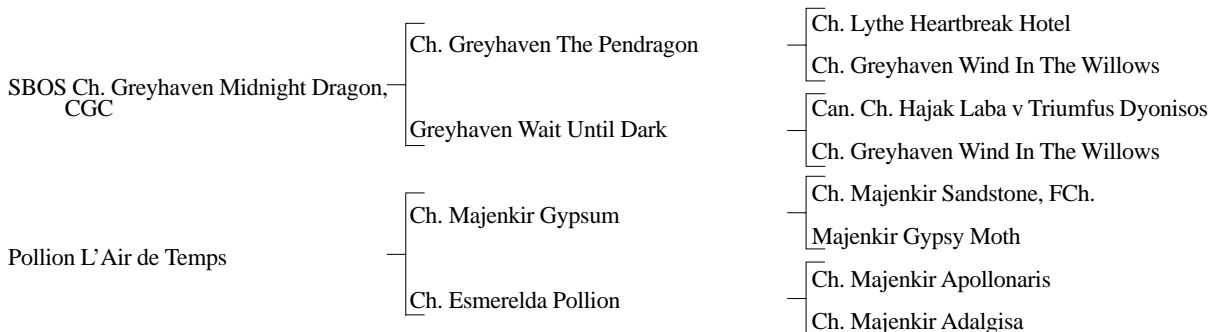 Ch. Lythe Heartbreak Hotel
Ch. Greyhaven The Pendragon
Ch. Greyhaven Wind In The Willows
SBOS Ch. Greyhaven Midnight Dragon,
CGC
Can. Ch. Hajak Laba v Triumfus Dyonisos
Greyhaven Wait Until Dark
Ch. Greyhaven Wind In The Willows
Ch. Majenkir Sandstone, FCh.
Ch. Majenkir Gypsum
Majenkir Gypsy Moth
Pollion L’Air de Temps
Ch. Majenkir Apollonaris
Ch. Esmerelda Pollion
Ch. Majenkir Adalgisa